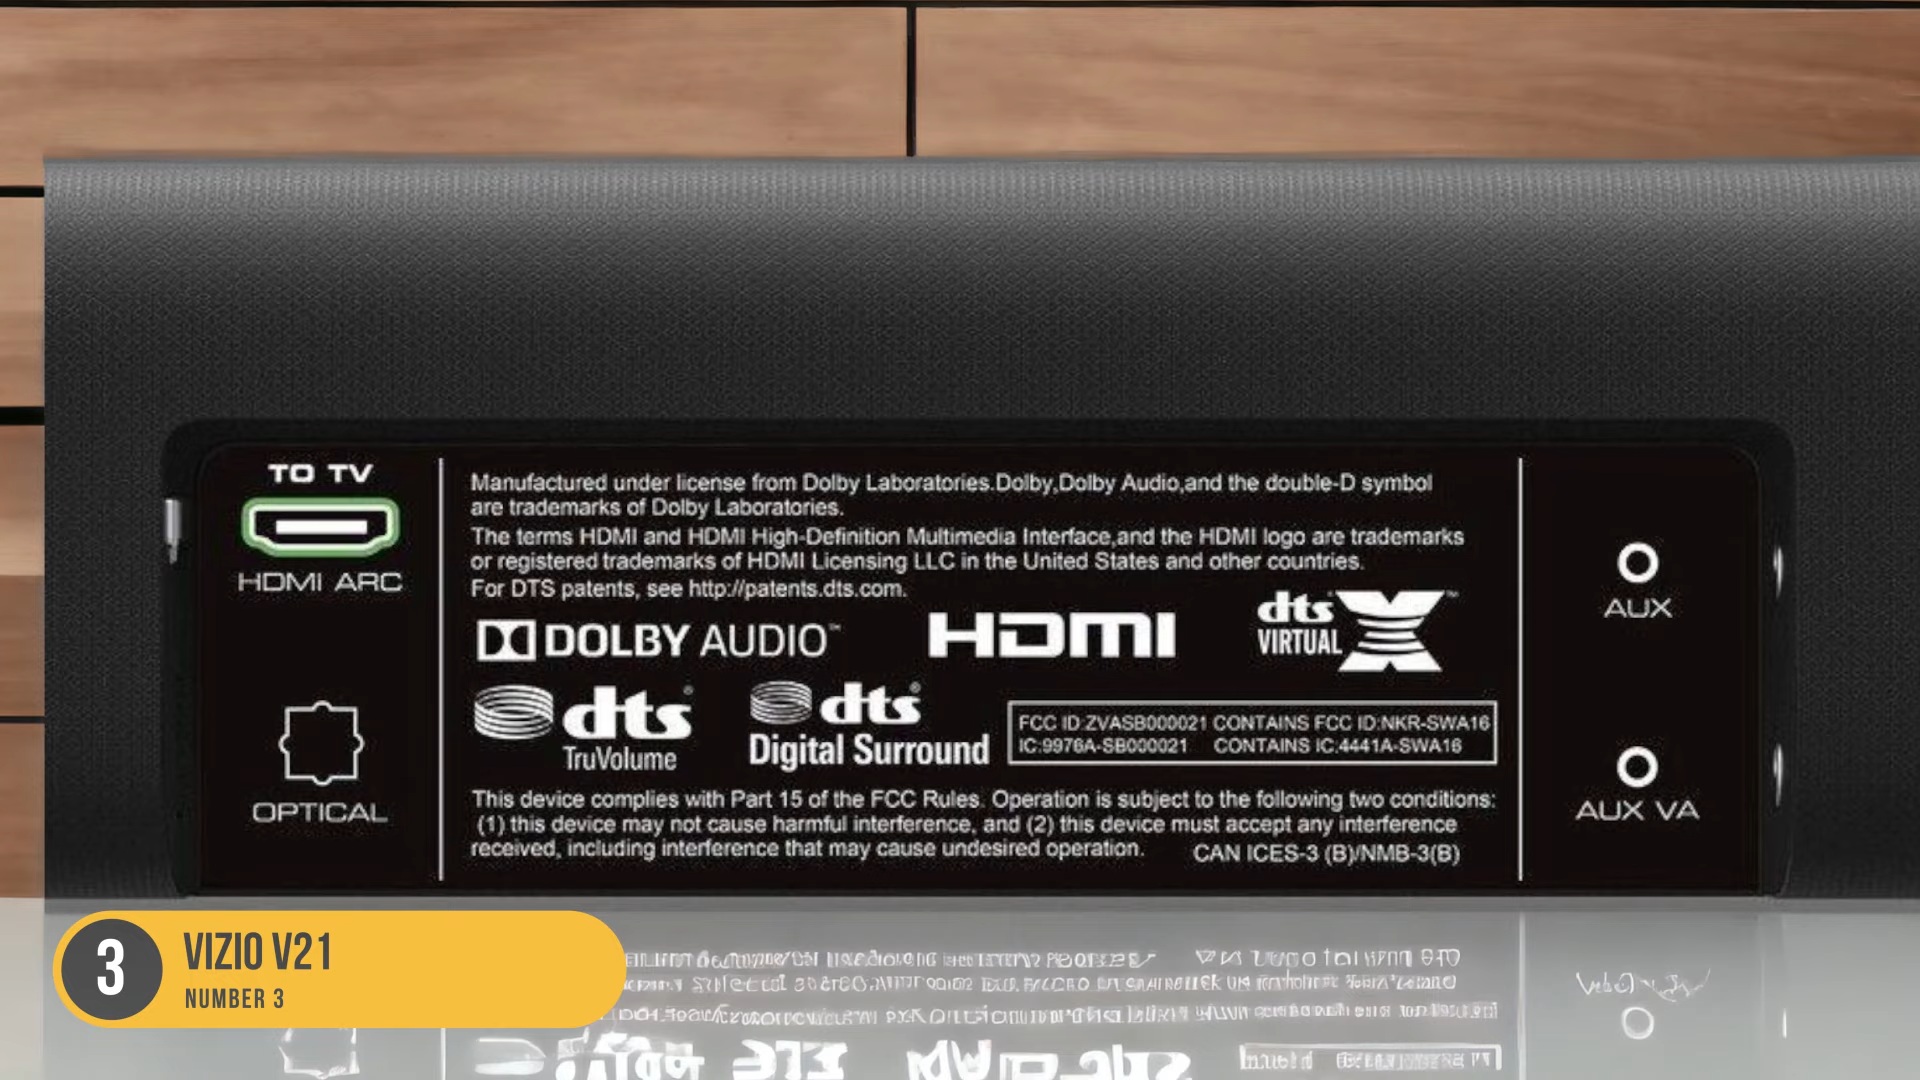 TO TV
HDMI ARC
OPTICAL
Manufactured under license from Dolby Laboratories.Dolby,Dolby Audio,and the double-D symbol
are trademarks of Dolby Laboratories.
The terms HDMI and HDMI High-Definition Multimedia Interface,and the HDMI logo are trademarks
or registered trademarks of HDMI Licensing LLC in the United States and other countries.
For DTS patents, see http://patents.dts.com.
DOLBY AUDIO™
HDMI
dts VIRTUAL X™
dts® TruVolume
dts® Digital Surround
FCC ID:ZVASB000021 CONTAINS FCC ID:NKR-SWA16
IC:9976A-SB000021 CONTAINS IC:4441A-SWA16
This device complies with Part 15 of the FCC Rules. Operation is subject to the following two conditions:
(1) this device may not cause harmful interference, and (2) this device must accept any interference
received, including interference that may cause undesired operation. CAN ICES-3 (B)/NMB-3(B)
AUX
AUX VA
3
VIZIO V21
NUMBER 3